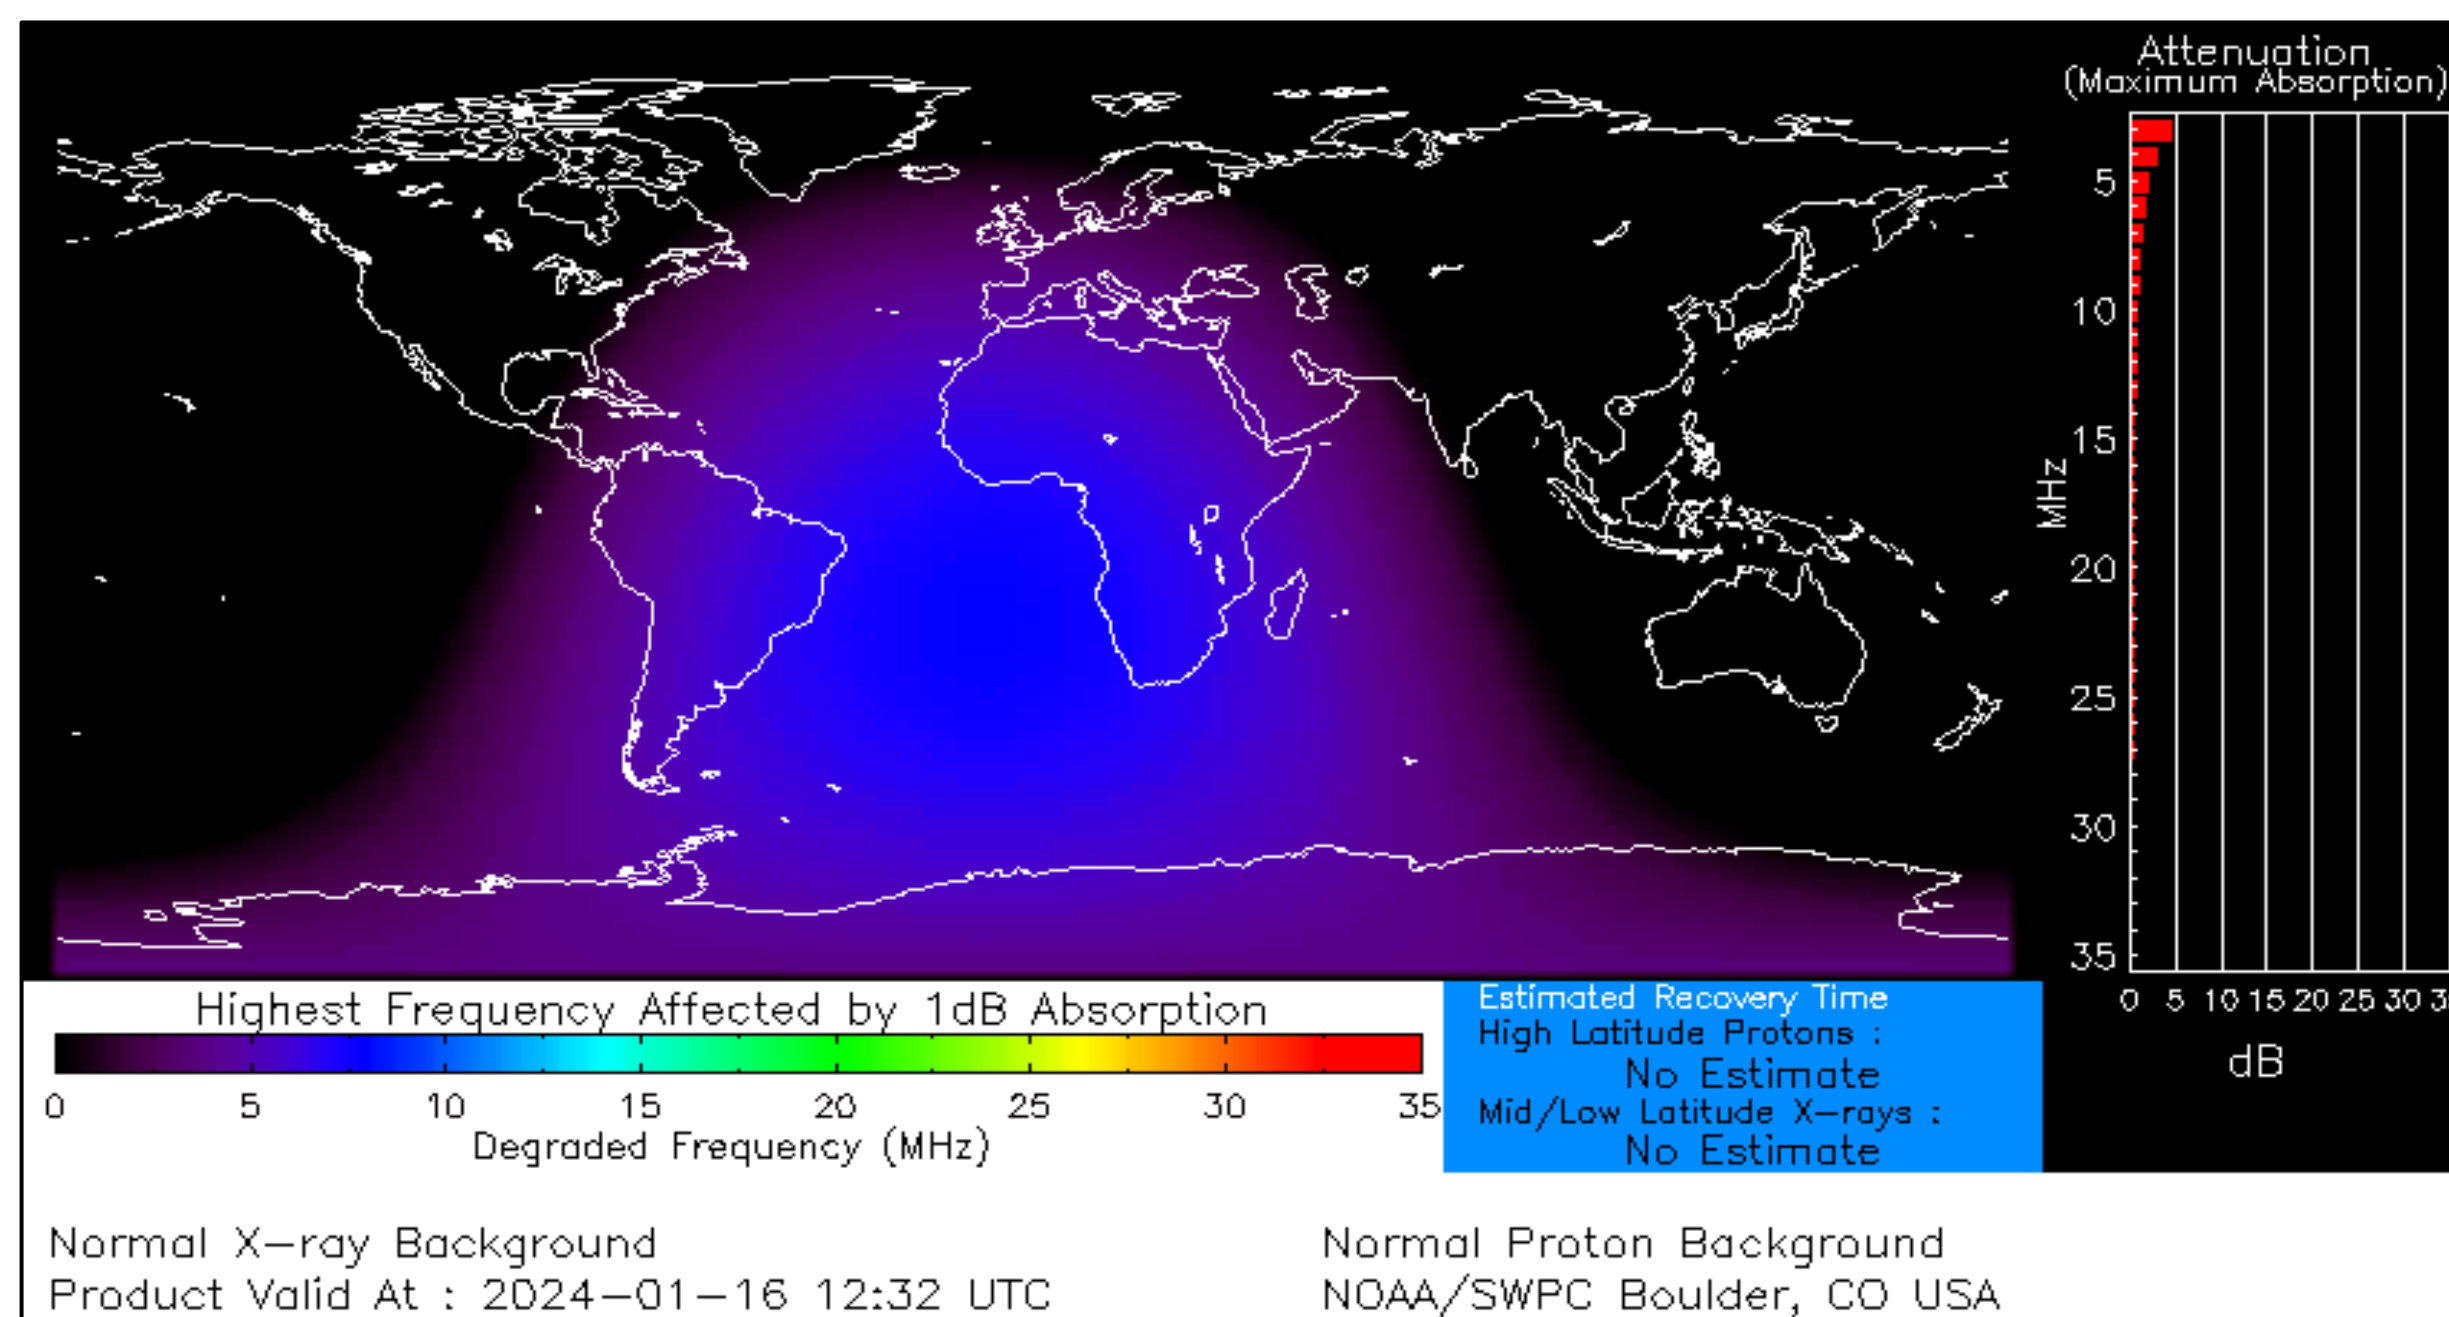 Attenuation
(Maximum Absorption)
5
10
15
20
25
30
35
MHz
0 5 10 15 20 25 30 3
dB
Highest Frequency Affected by 1dB Absorption
0 5 10 15 20 25 30 35
Degraded Frequency (MHz)
Estimated Recovery Time
High Latitude Protons :
No Estimate
Mid/Low Latitude X-rays :
No Estimate
Normal X-ray Background
Product Valid At : 2024-01-16 12:32 UTC
Normal Proton Background
NOAA/SWPC Boulder, CO USA